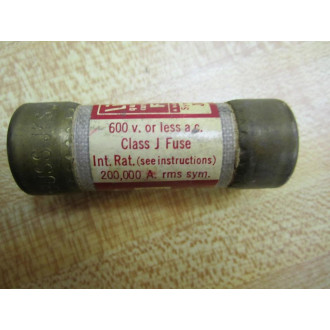 600 v. or less a.c.
Class J Fuse
Int. Rat. (see instructions)
200,000 A. rms sym.